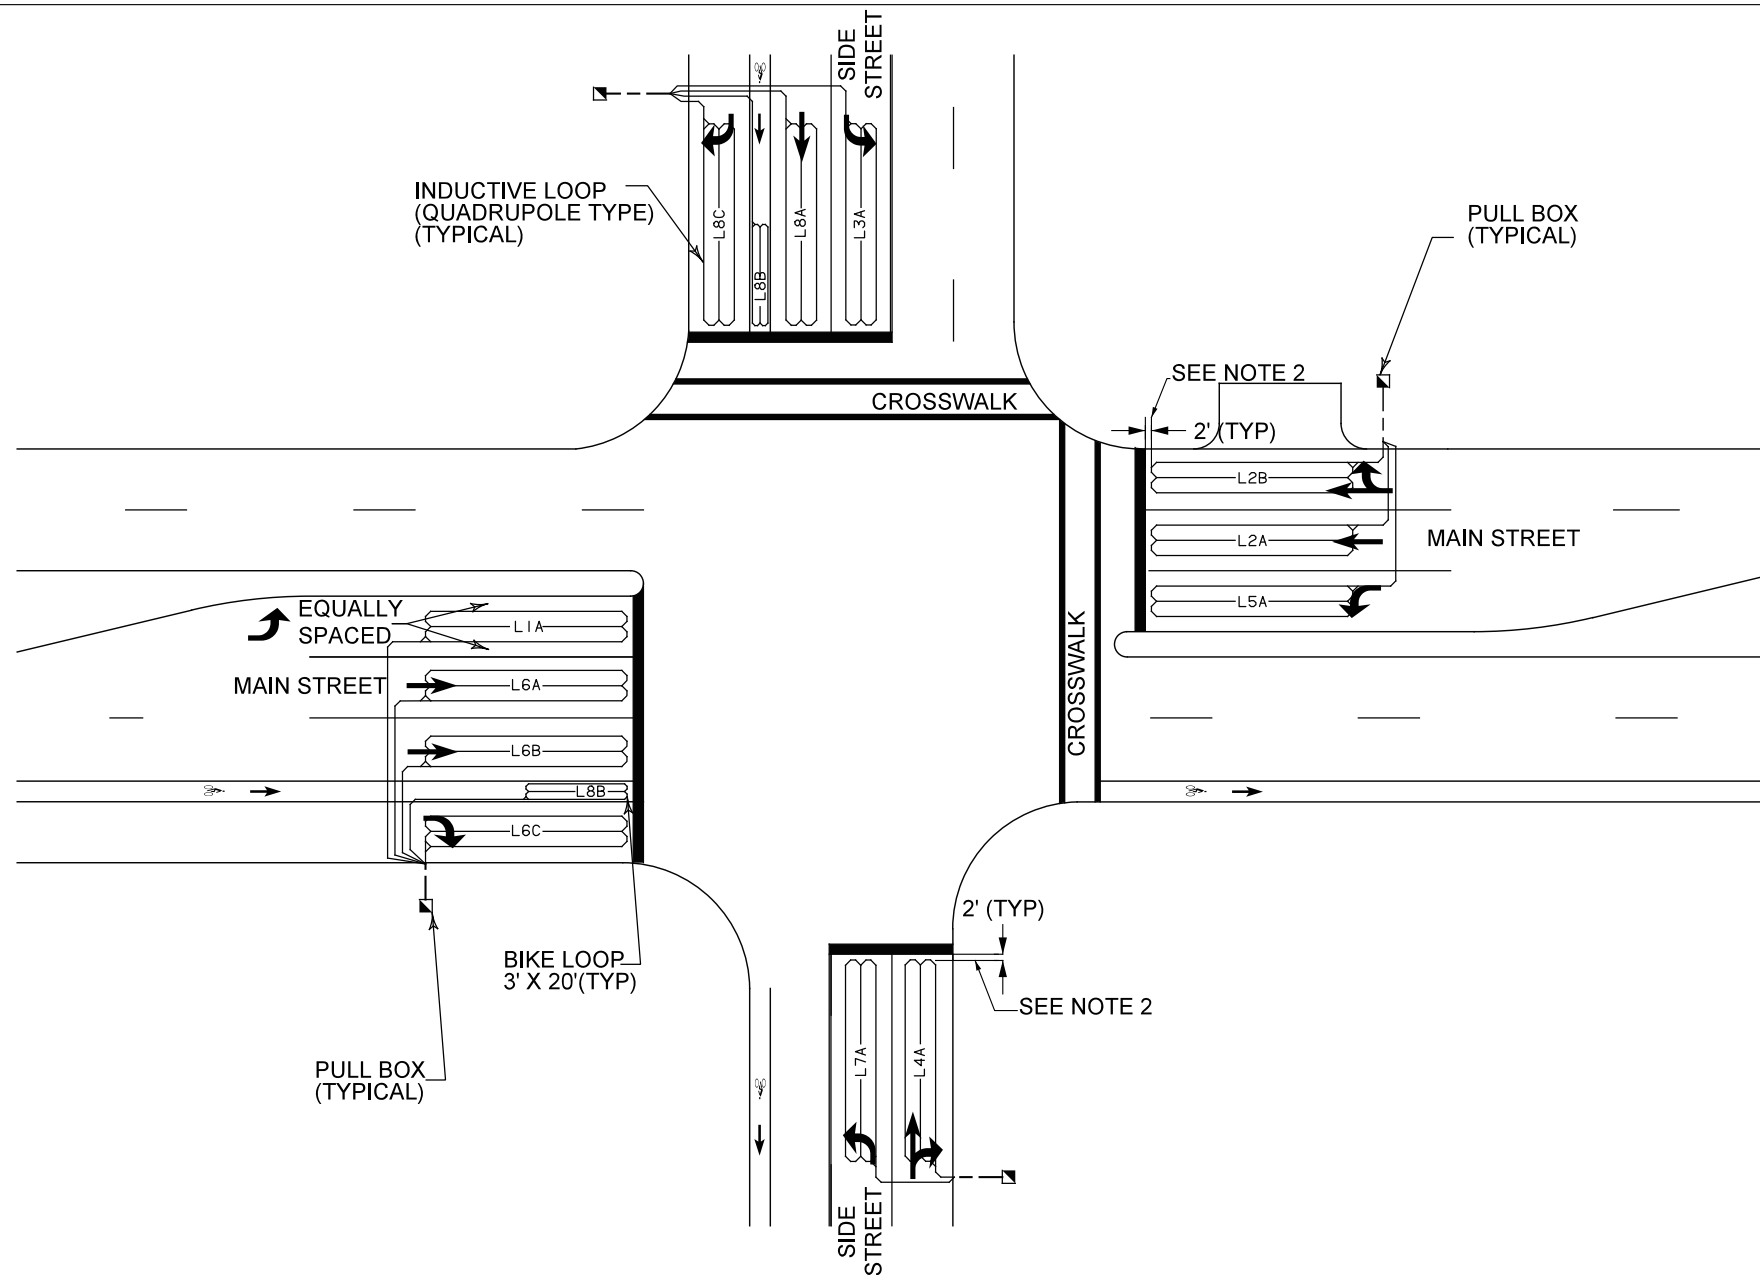 SIDE
STREET
INDUCTIVE LOOP
(QUADRUPOLE TYPE)
(TYPICAL)
L8C
L8B
L8A
L3A
PULL BOX
(TYPICAL)
SEE NOTE 2
CROSSWALK
2' (TYP)
L2B
L2A
MAIN STREET
L5A
EQUALLY
SPACED
L1A
MAIN STREET
L6A
L6B
L8B
L6C
CROSSWALK
2' (TYP)
BIKE LOOP
3' X 20'(TYP)
SEE NOTE 2
PULL BOX
(TYPICAL)
L7A
L4A
SIDE
STREET